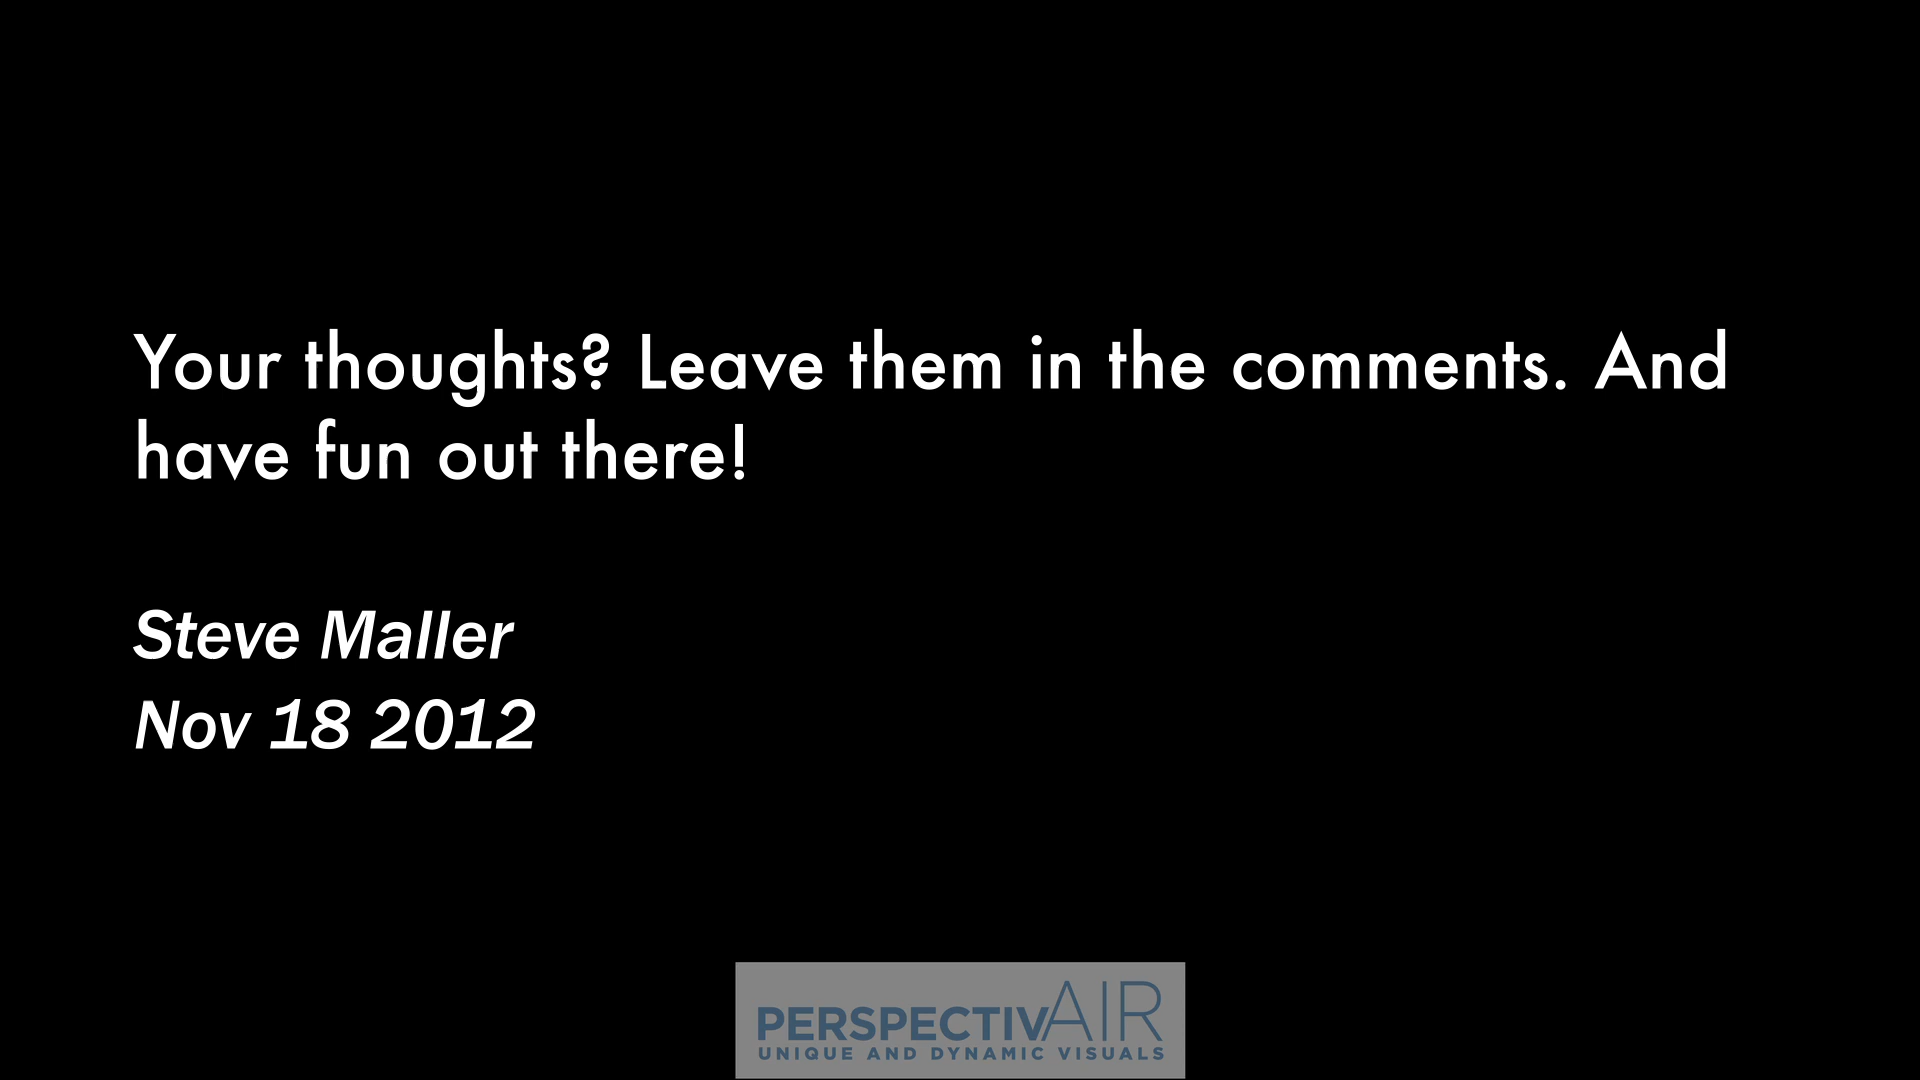 Your thoughts? Leave them in the comments. And
have fun out there!
Steve Maller
Nov 18 2012
PERSPECTIVAIR
UNIQUE AND DYNAMIC VISUALS